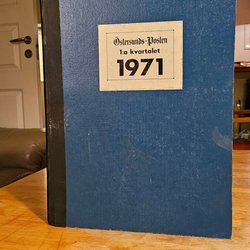 Östersunds-Posten
1:a kvartalet
1971